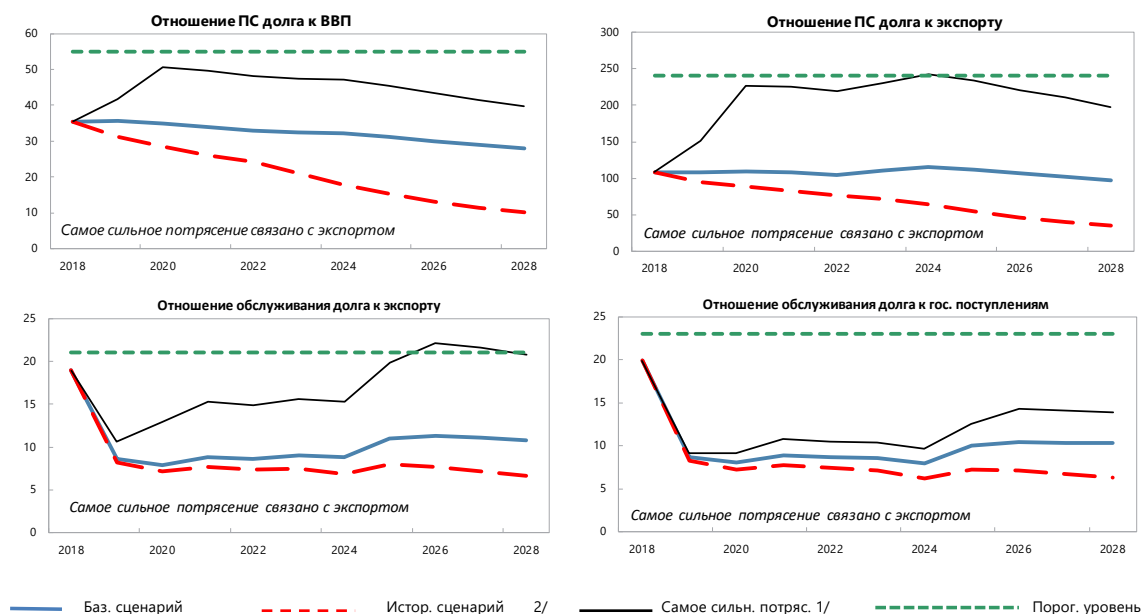 Отношение ПС долга к ВВП
60
50
40
30
20
10
0
Самое сильное потрясение связано с экспортом
2018 2020 2022 2024 2026 2028
Отношение ПС долга к экспорту
300
250
200
150
100
50
0
Самое сильное потрясение связано с экспортом
2018 2020 2022 2024 2026 2028
Отношение обслуживания долга к экспорту
25
20
15
10
5
0
Самое сильное потрясение связано с экспортом
2018 2020 2022 2024 2026 2028
Отношение обслуживания долга к гос. поступлениям
25
20
15
10
5
0
Самое сильное потрясение связано с экспортом
2018 2020 2022 2024 2026 2028
Баз. сценарий Истор. сценарий 2/ Самое сильн. потряс. 1/ Порог. уровень